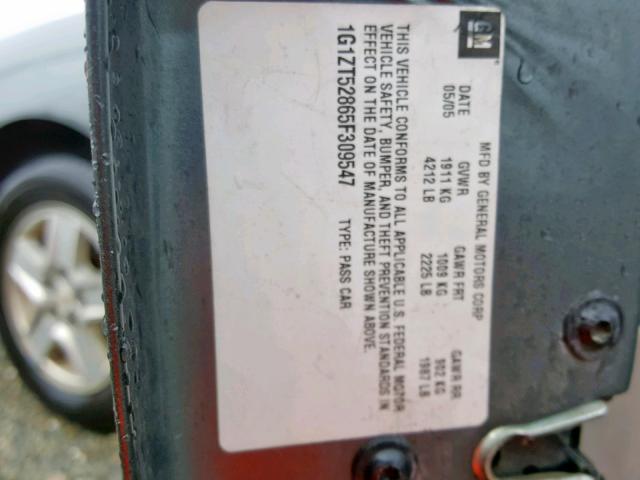 GM
MFD BY GENERAL MOTORS CORP
DATE GVWR GAWR FRT GAWR RR
05/05 1911 KG 1009 KG 902 KG
4212 LB 2225 LB 1987 LB
THIS VEHICLE CONFORMS TO ALL APPLICABLE U.S. FEDERAL MOTOR
VEHICLE SAFETY, BUMPER, AND THEFT PREVENTION STANDARDS IN
EFFECT ON THE DATE OF MANUFACTURE SHOWN ABOVE.
1G1ZT52865F309547 TYPE: PASS CAR